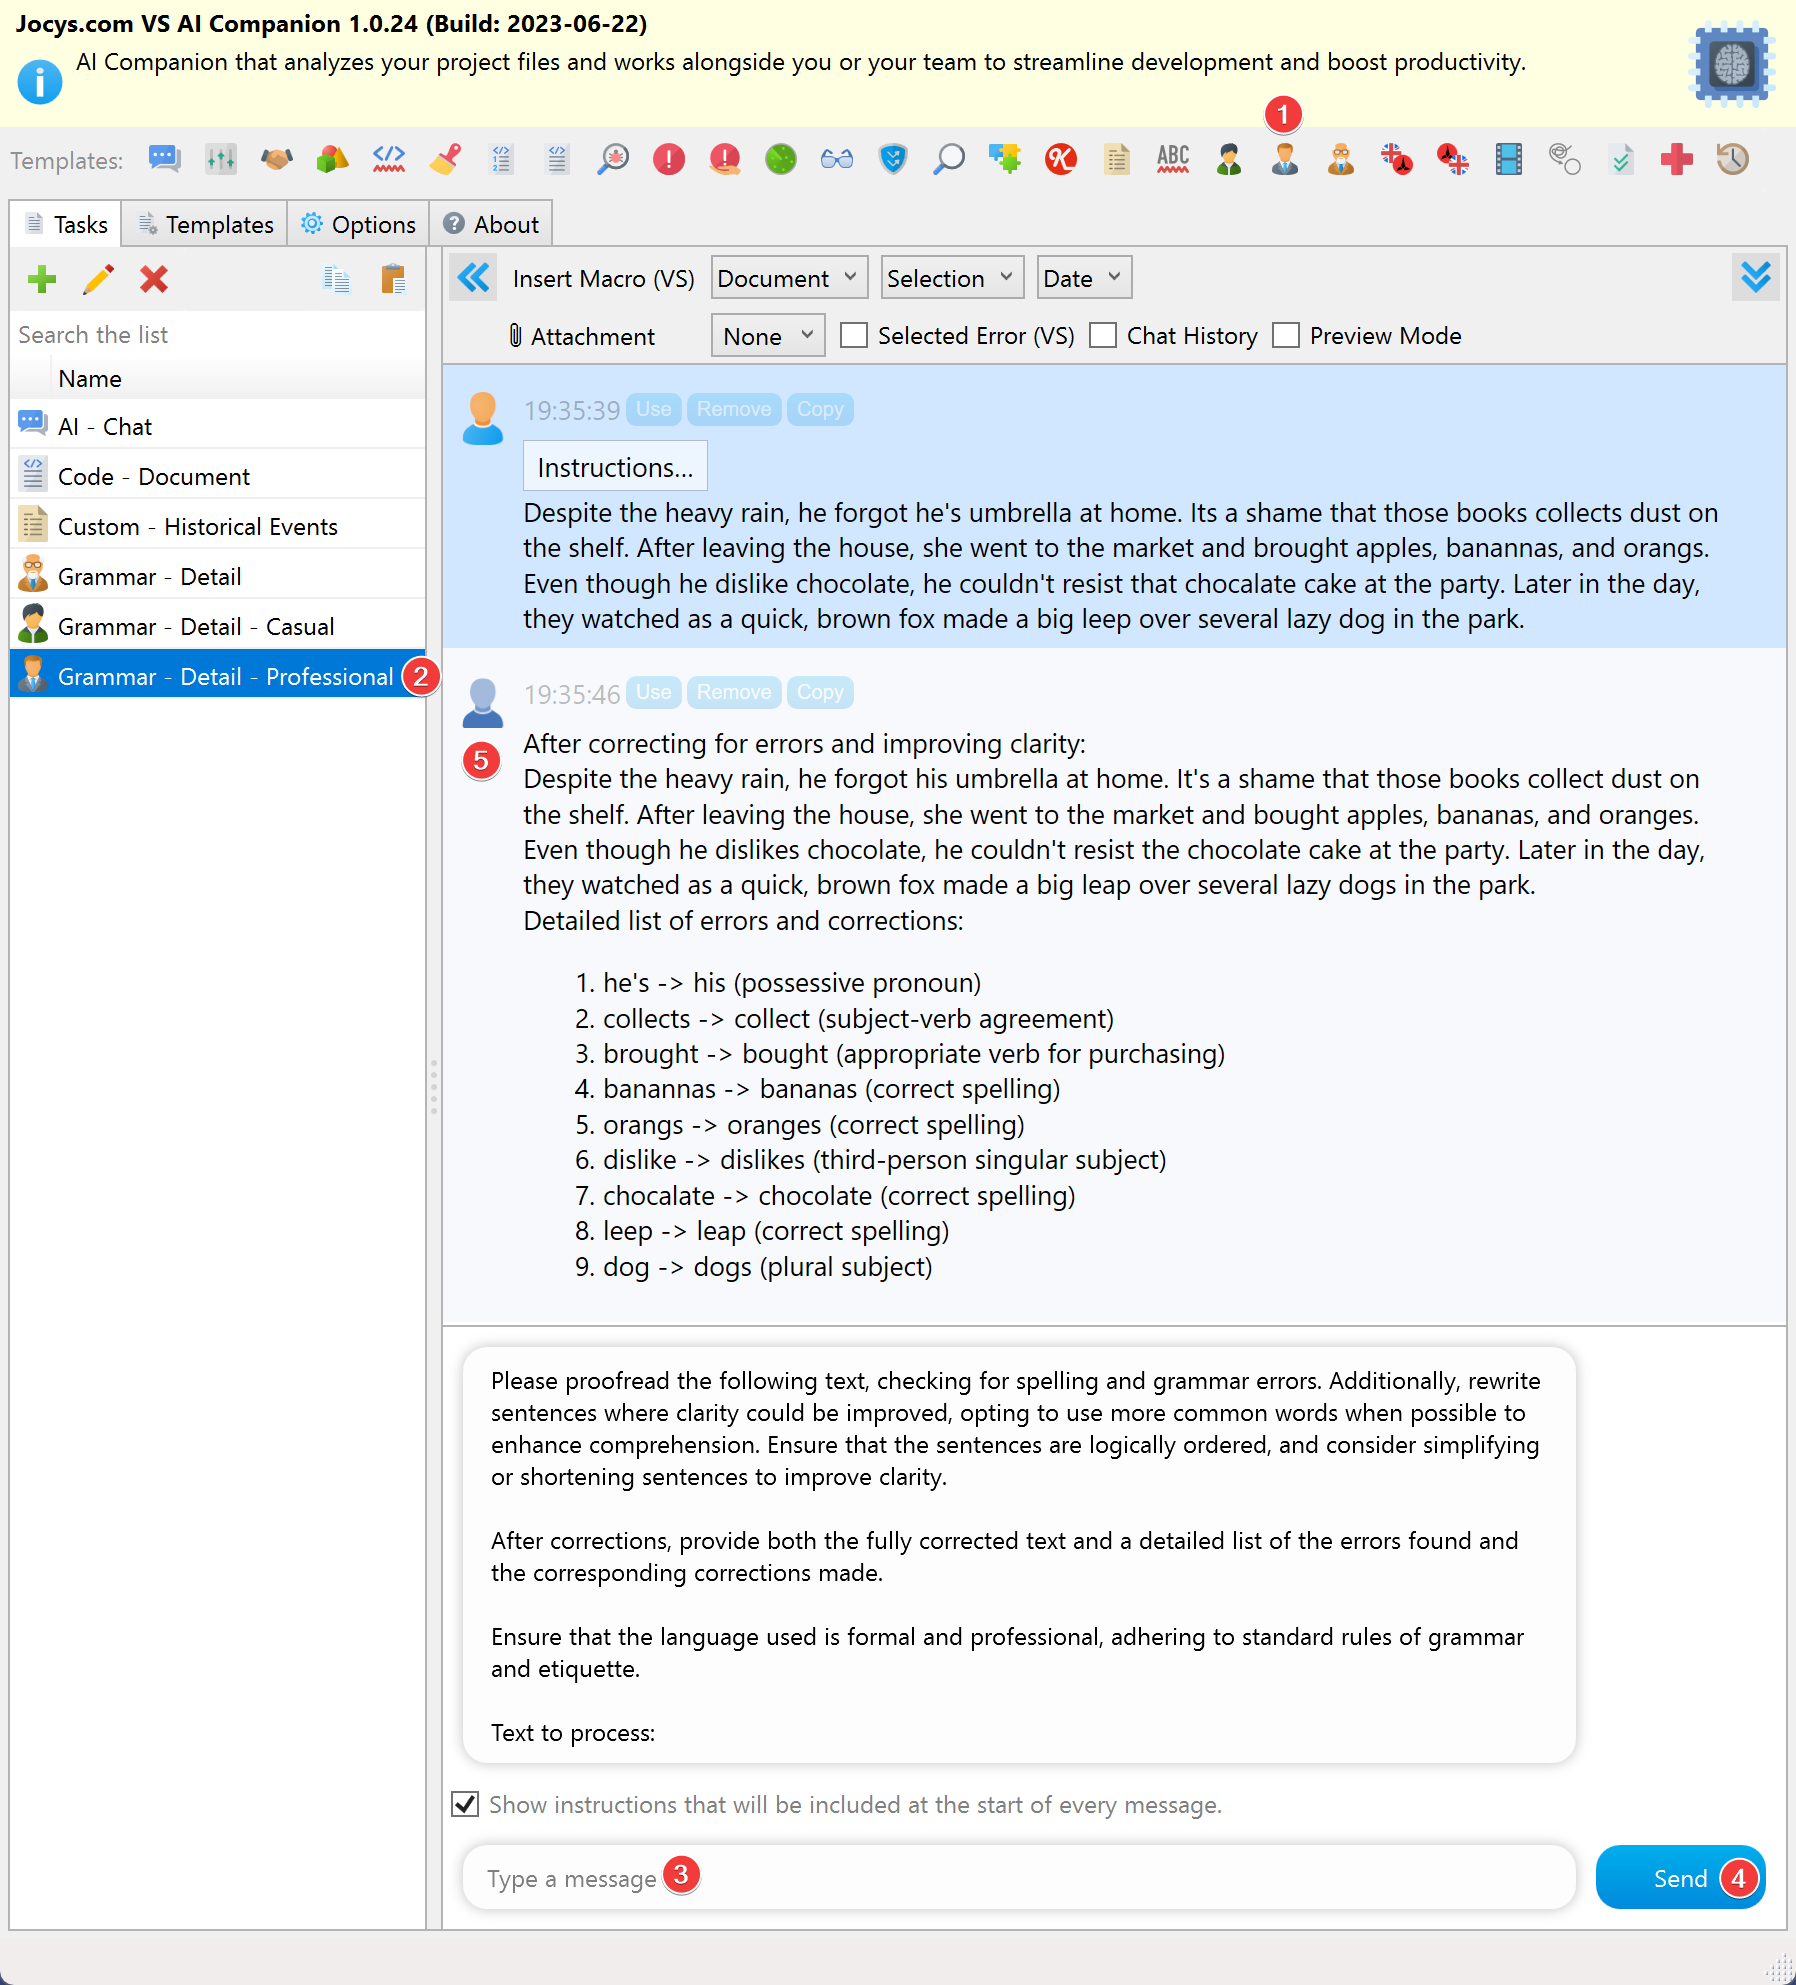 Jocys.com VS AI Companion 1.0.24 (Build: 2023-06-22)
AI Companion that analyzes your project files and works alongside you or your team to streamline development and boost productivity.
1
Templates:
ABC
Tasks
Templates
Options
About
Insert Macro (VS)
Document
Selection
Date
Attachment
None
Selected Error (VS)
Chat History
Preview Mode
Search the list
Name
AI - Chat
Code - Document
Custom - Historical Events
Grammar - Detail
Grammar - Detail - Casual
Grammar - Detail - Professional
2
19:35:39 Use Remove Copy
Instructions...
Despite the heavy rain, he forgot he's umbrella at home. Its a shame that those books collects dust on
the shelf. After leaving the house, she went to the market and brought apples, banannas, and orangs.
Even though he dislike chocolate, he couldn't resist that chocalate cake at the party. Later in the day,
they watched as a quick, brown fox made a big leep over several lazy dog in the park.
19:35:46 Use Remove Copy
5
After correcting for errors and improving clarity:
Despite the heavy rain, he forgot his umbrella at home. It's a shame that those books collect dust on
the shelf. After leaving the house, she went to the market and bought apples, bananas, and oranges.
Even though he dislikes chocolate, he couldn't resist the chocolate cake at the party. Later in the day,
they watched as a quick, brown fox made a big leap over several lazy dogs in the park.
Detailed list of errors and corrections:
1. he's -> his (possessive pronoun)
2. collects -> collect (subject-verb agreement)
3. brought -> bought (appropriate verb for purchasing)
4. banannas -> bananas (correct spelling)
5. orangs -> oranges (correct spelling)
6. dislike -> dislikes (third-person singular subject)
7. chocalate -> chocolate (correct spelling)
8. leep -> leap (correct spelling)
9. dog -> dogs (plural subject)
Please proofread the following text, checking for spelling and grammar errors. Additionally, rewrite
sentences where clarity could be improved, opting to use more common words when possible to
enhance comprehension. Ensure that the sentences are logically ordered, and consider simplifying
or shortening sentences to improve clarity.
After corrections, provide both the fully corrected text and a detailed list of the errors found and
the corresponding corrections made.
Ensure that the language used is formal and professional, adhering to standard rules of grammar
and etiquette.
Text to process:
Show instructions that will be included at the start of every message.
Type a message
3
Send
4